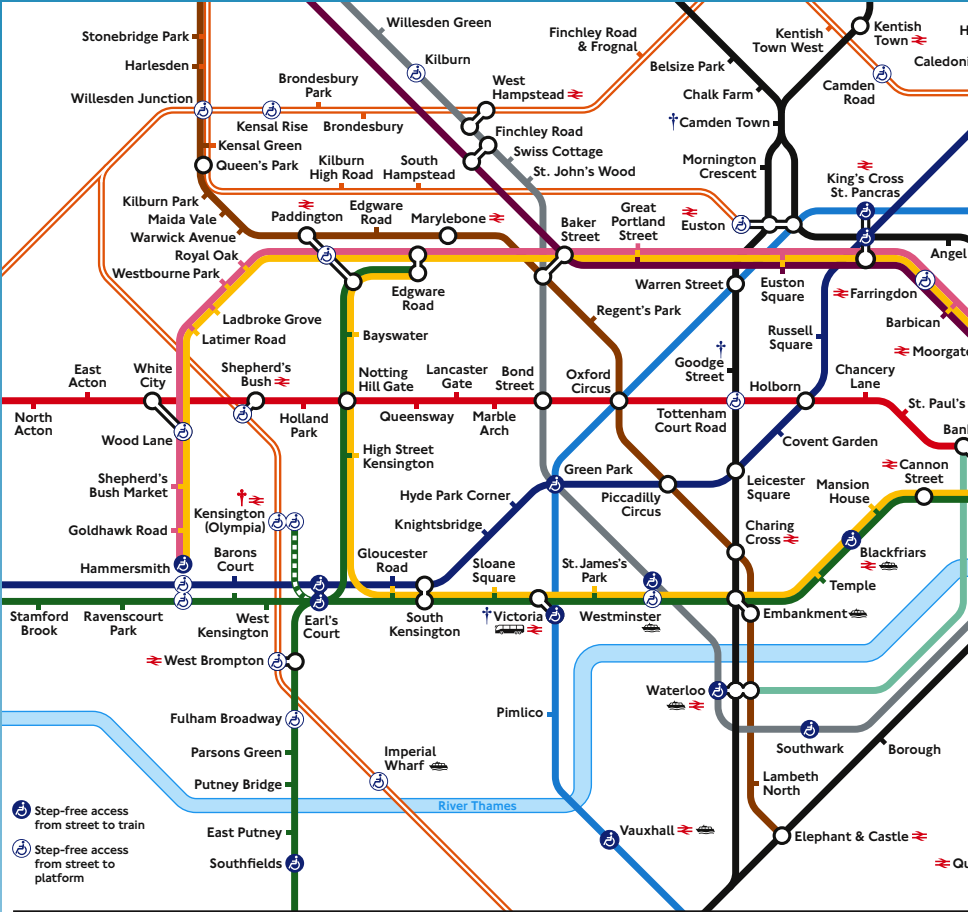 Stonebridge Park
Harlesden
Willesden Junction
Kensal Rise
Brondesbury
Park
Brondesbury
Kensal Green
Queen's Park
Kilburn
High Road
South
Hampstead
Willesden Green
Kilburn
West
Hampstead
Finchley Road
& Frognal
Finchley Road
Swiss Cottage
St. John's Wood
Belsize Park
Chalk Farm
Kentish
Town West
Kentish
Town
Camden
Road
Caledoni
H
†Camden Town
Mornington
Crescent
King's Cross
St. Pancras
Euston
Kilburn Park
Maida Vale
Warwick Avenue
Royal Oak
Westbourne Park
Paddington
Edgware
Road
Marylebone
Baker
Street
Great
Portland
Street
Warren Street
Euston
Square
Angel
Farringdon
Barbican
Moorgate
Ladbroke Grove
Latimer Road
Edgware
Road
Bayswater
Regent's Park
Russell
Square
†
Goodge
Street
East
Acton
White
City
Shepherd's
Bush
Notting
Hill Gate
Lancaster
Gate
Bond
Street
Oxford
Circus
Holborn
Chancery
Lane
St. Paul's
Bank
North
Acton
Wood Lane
Holland
Park
Queensway
Marble
Arch
Tottenham
Court Road
Covent Garden
High Street
Kensington
Shepherd's
Bush Market
Goldhawk Road
†
Kensington
(Olympia)
Hyde Park Corner
Knightsbridge
Green Park
Piccadilly
Circus
Leicester
Square
Mansion
House
Cannon
Street
Charing
Cross
Blackfriars
Temple
Hammersmith
Barons
Court
Gloucester
Road
Sloane
Square
St. James's
Park
Stamford
Brook
Ravenscourt
Park
West
Kensington
Earl's
Court
South
Kensington
†Victoria
Westminster
Embankment
West Brompton
Waterloo
Southwark
Pimlico
Fulham Broadway
Parsons Green
Putney Bridge
East Putney
Southfields
Imperial
Wharf
River Thames
Borough
Lambeth
North
Vauxhall
Elephant & Castle
Qu
Step-free access
from street to train
Step-free access
from street to
platform